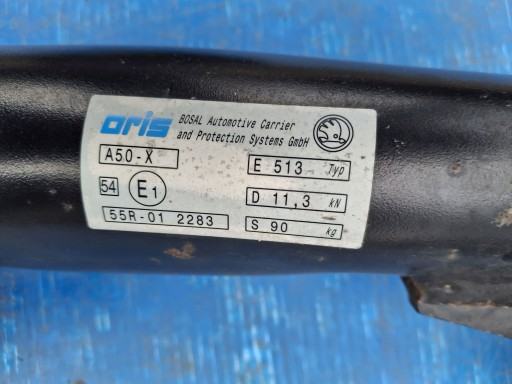 oris BOSAL Automotive Carrier
and Protection Systems GmbH
A50-X E 513 Typ
54 E1 D 11,3 kN
55R-01 2283 S 90 kg